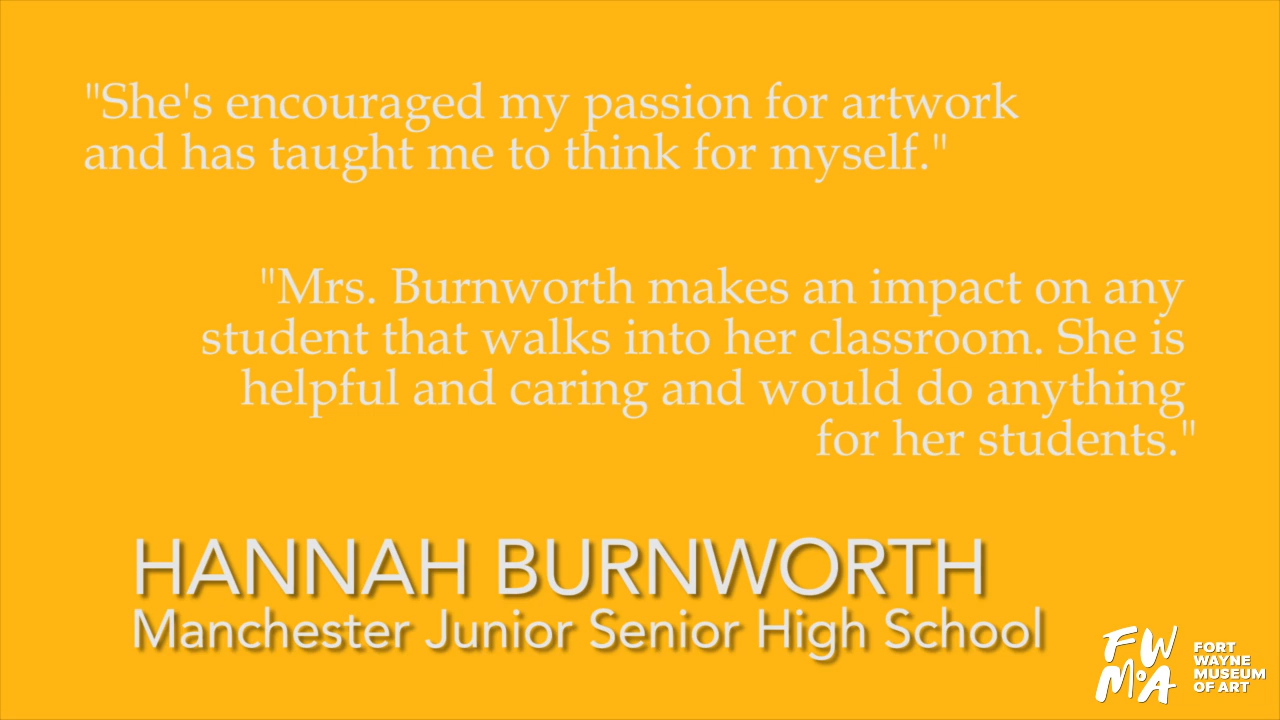 "She's encouraged my passion for artwork
and has taught me to think for myself."
"Mrs. Burnworth makes an impact on any
student that walks into her classroom. She is
helpful and caring and would do anything
for her students."
HANNAH BURNWORTH
Manchester Junior Senior High School
FW
MoA
FORT
WAYNE
MUSEUM
OF ART